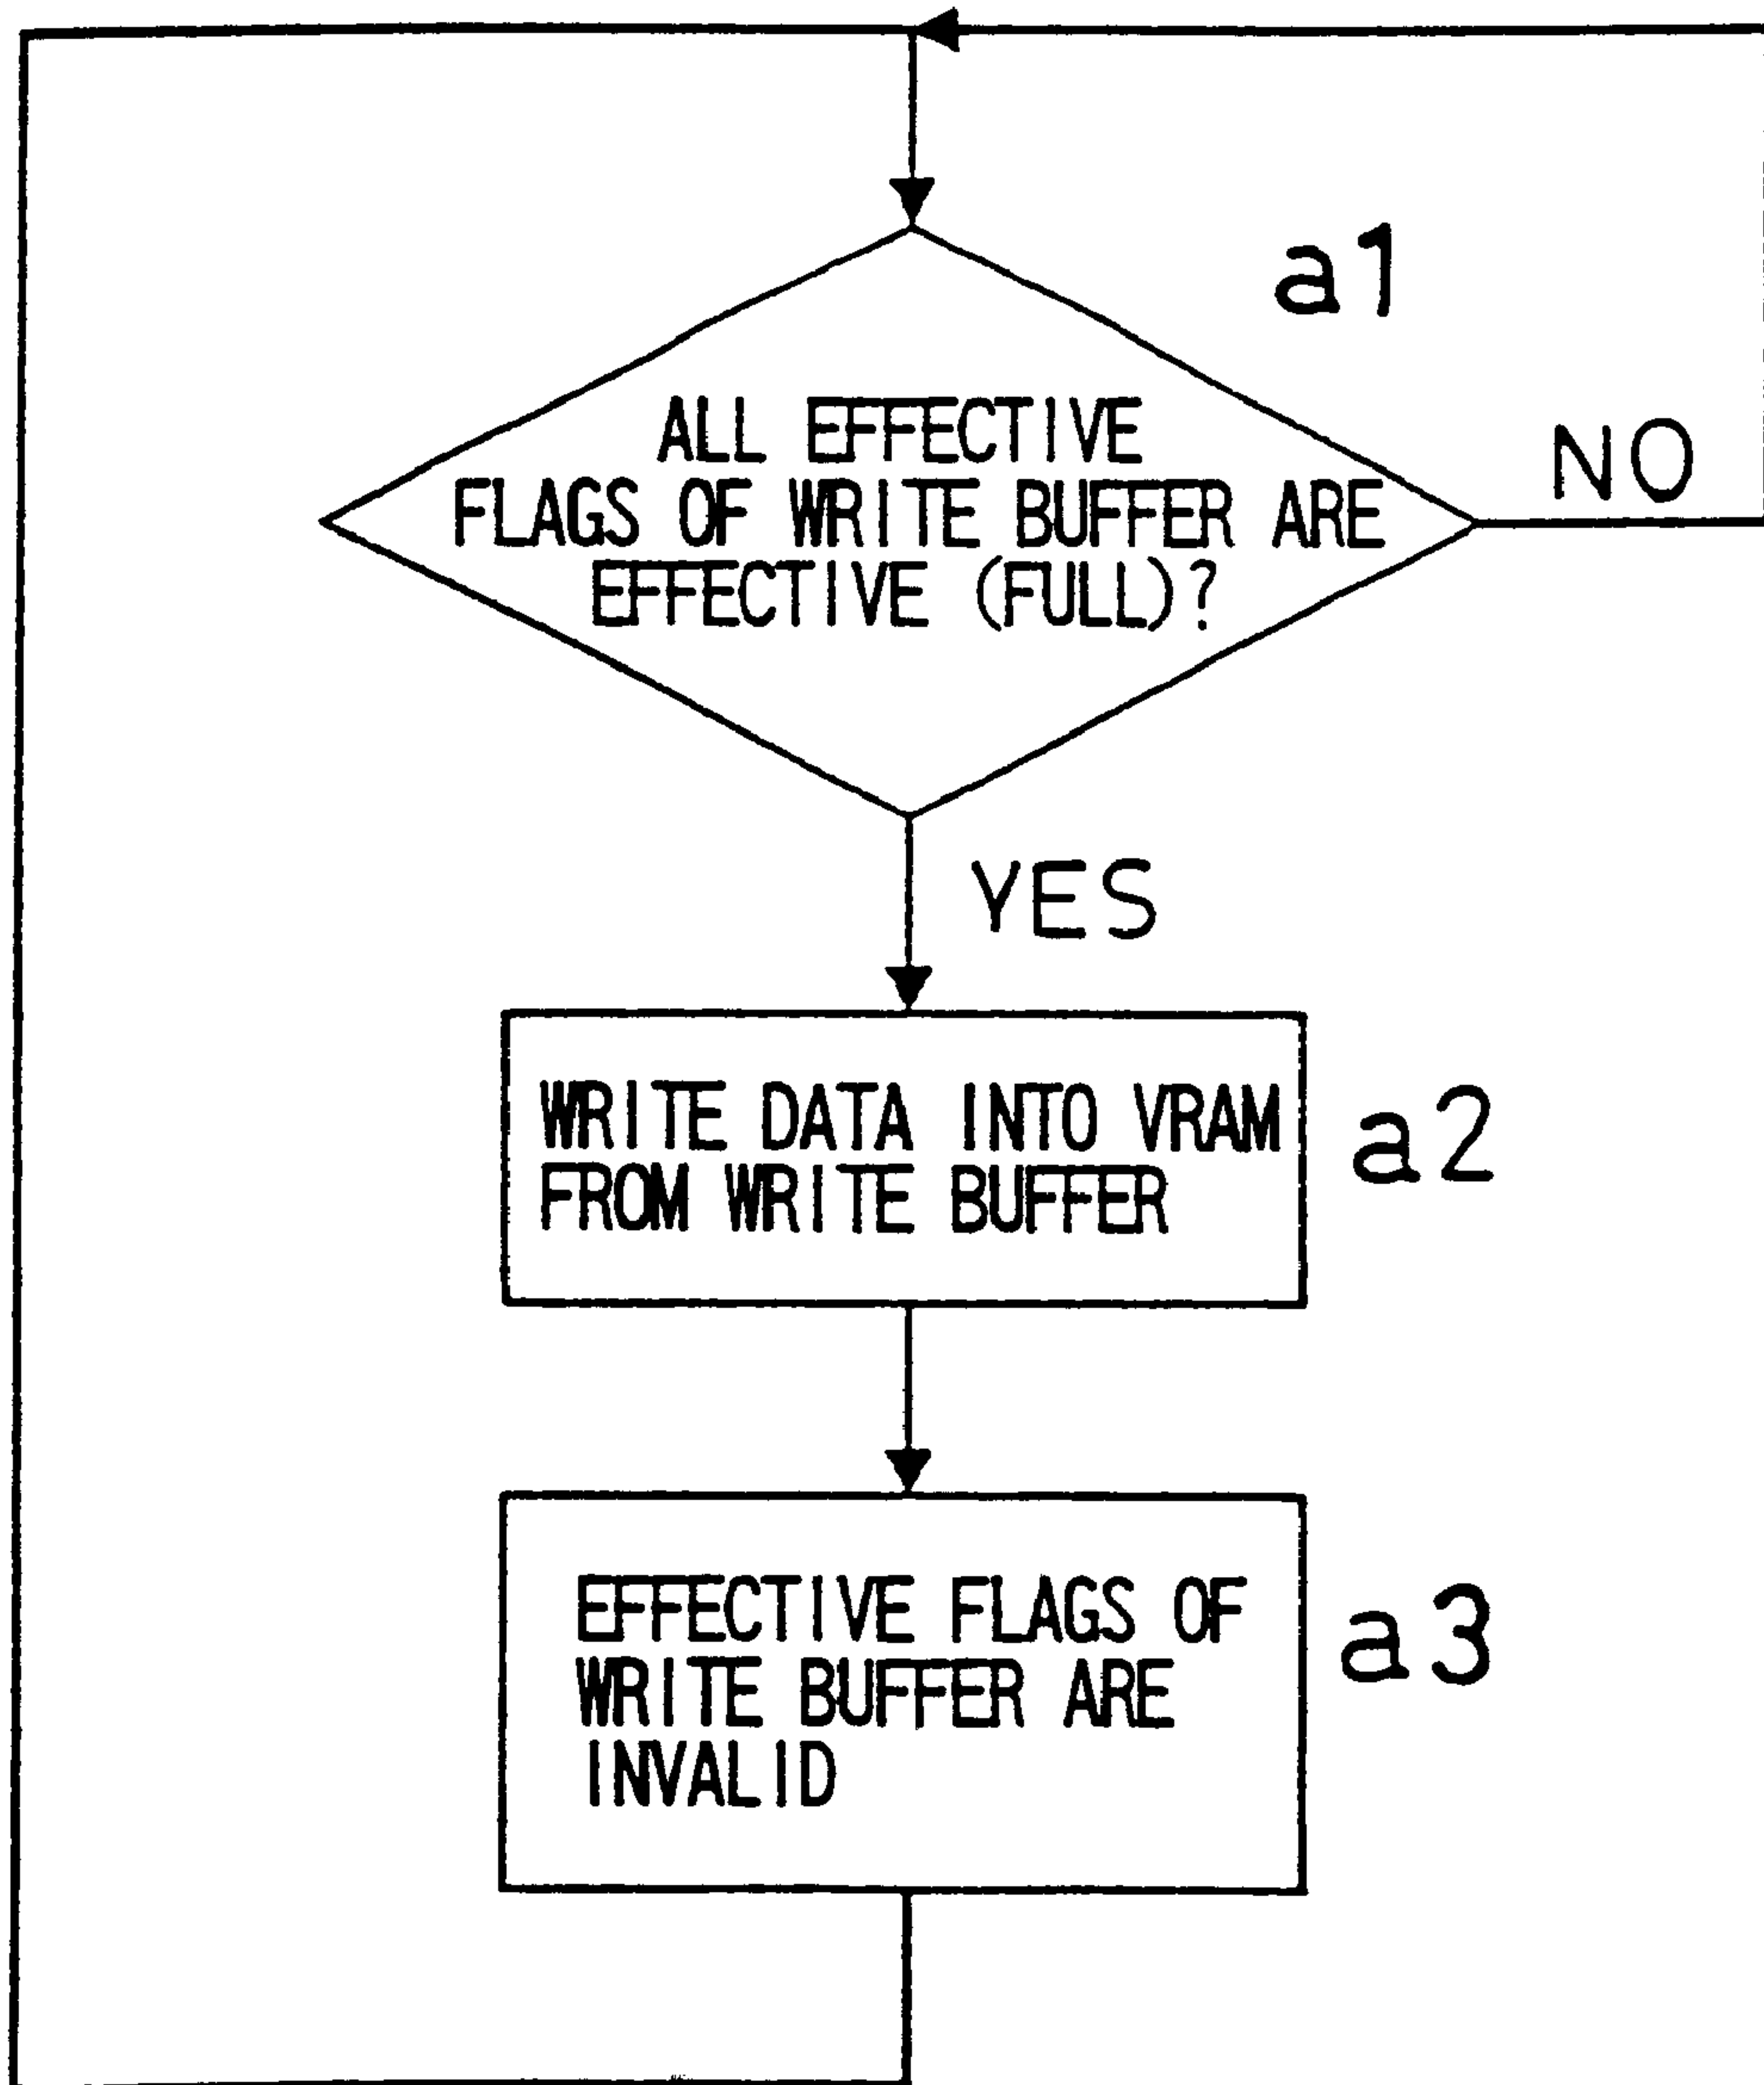 a1
ALL EFFECTIVE
FLAGS OF WRITE BUFFER ARE
EFFECTIVE (FULL)?
NO
YES
WRITE DATA INTO VRAM
FROM WRITE BUFFER
a2
EFFECTIVE FLAGS OF
WRITE BUFFER ARE
INVALID
a3